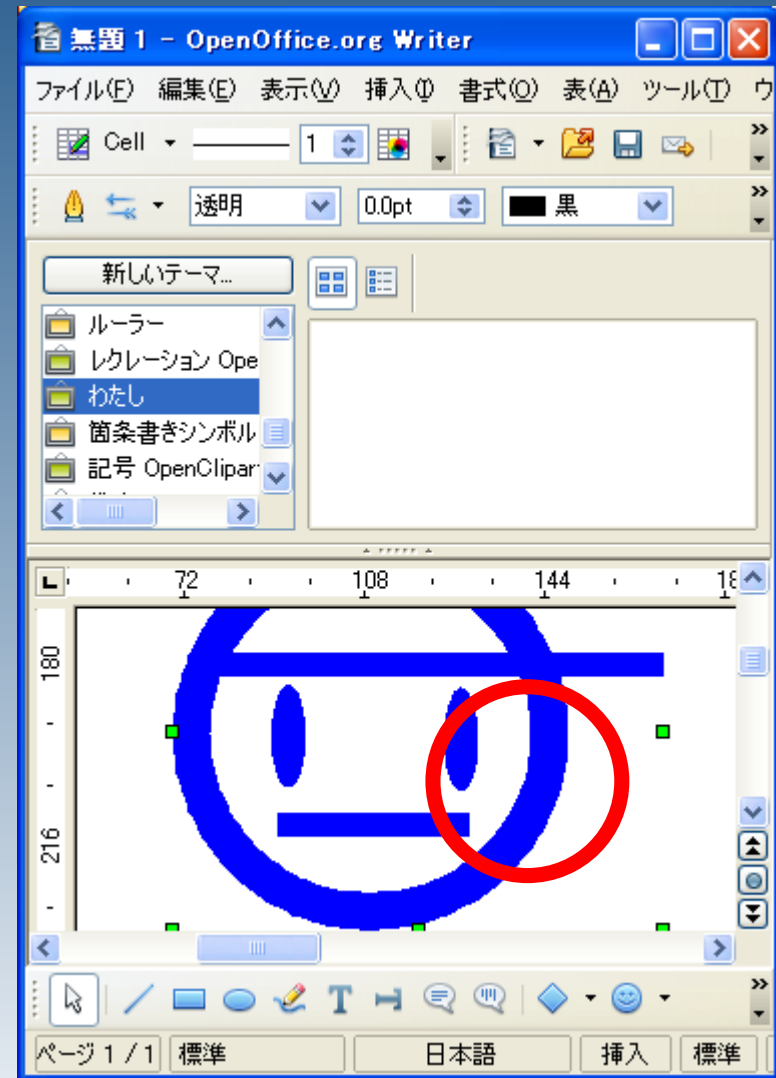 無題 1 - OpenOffice.org Writer
ファイル(F) 編集(E) 表示(V) 挿入(I) 書式(O) 表(A) ツール(T) ウ
Cell 1
透明 0.0pt 黒
新しいテーマ...
ルーラー
レクレーション Ope
わたし
箇条書きシンボル
記号 OpenClipar
72 108 144 18
180
216
T
ページ 1 / 1 標準 日本語 挿入 標準